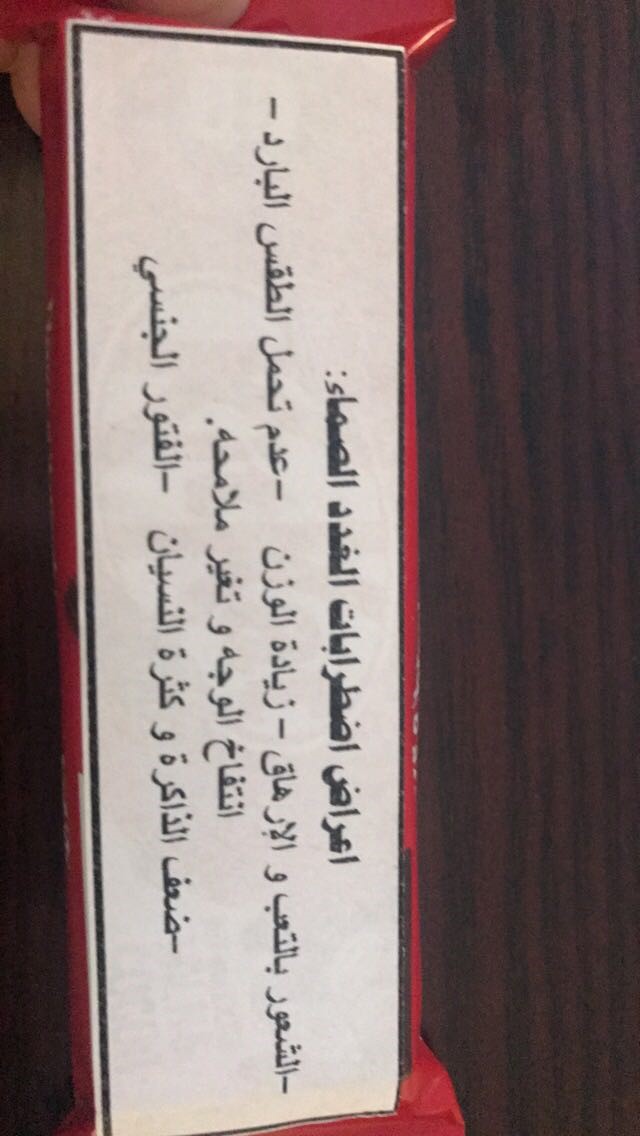 اعراض اضطرابات الغدد الصماء:
-الشعور بالتعب و الإرهاق - زيادة الوزن -عدم تحمل الطقس البارد -
انتفاخ الوجه و تغير ملامحه.
-ضعف الذاكرة و كثرة النسيان -الفتور الجنسي